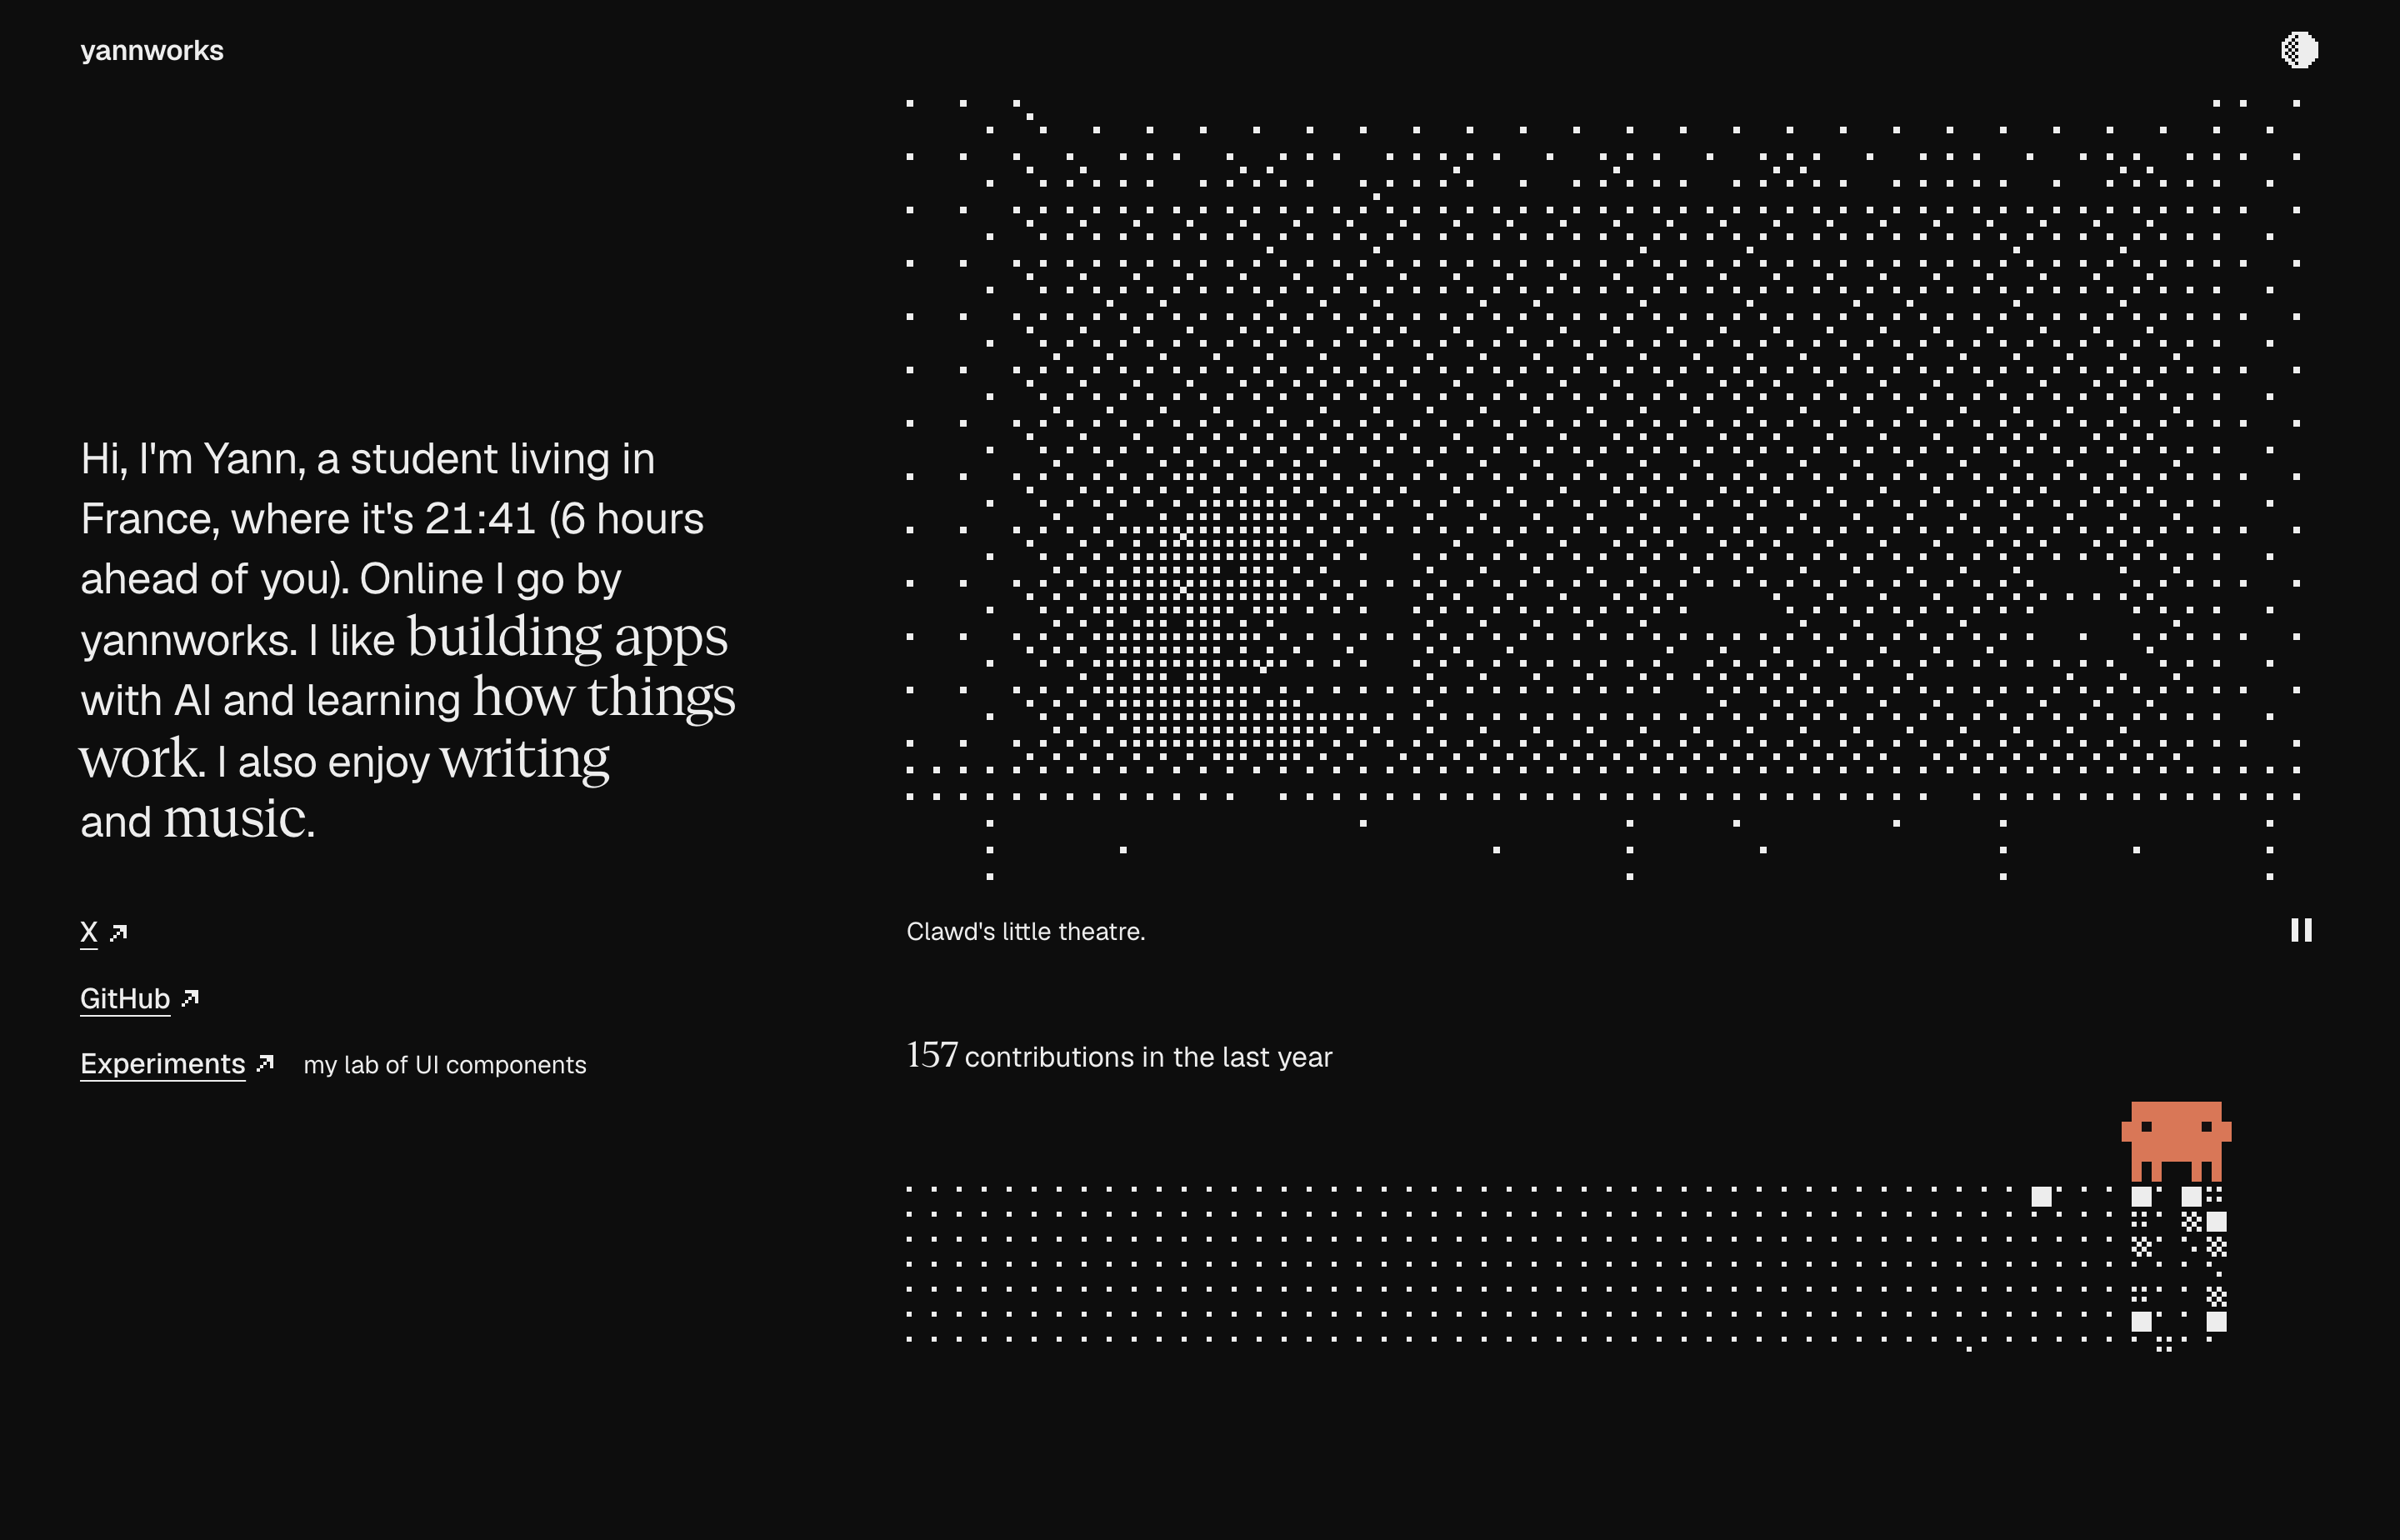 yannworks
Hi, I'm Yann, a student living in
France, where it's 21:41 (6 hours
ahead of you). Online I go by
yannworks. I like building apps
with AI and learning how things
work. I also enjoy writing
and music.
X
GitHub
Experiments my lab of UI components
Clawd's little theatre.
157 contributions in the last year